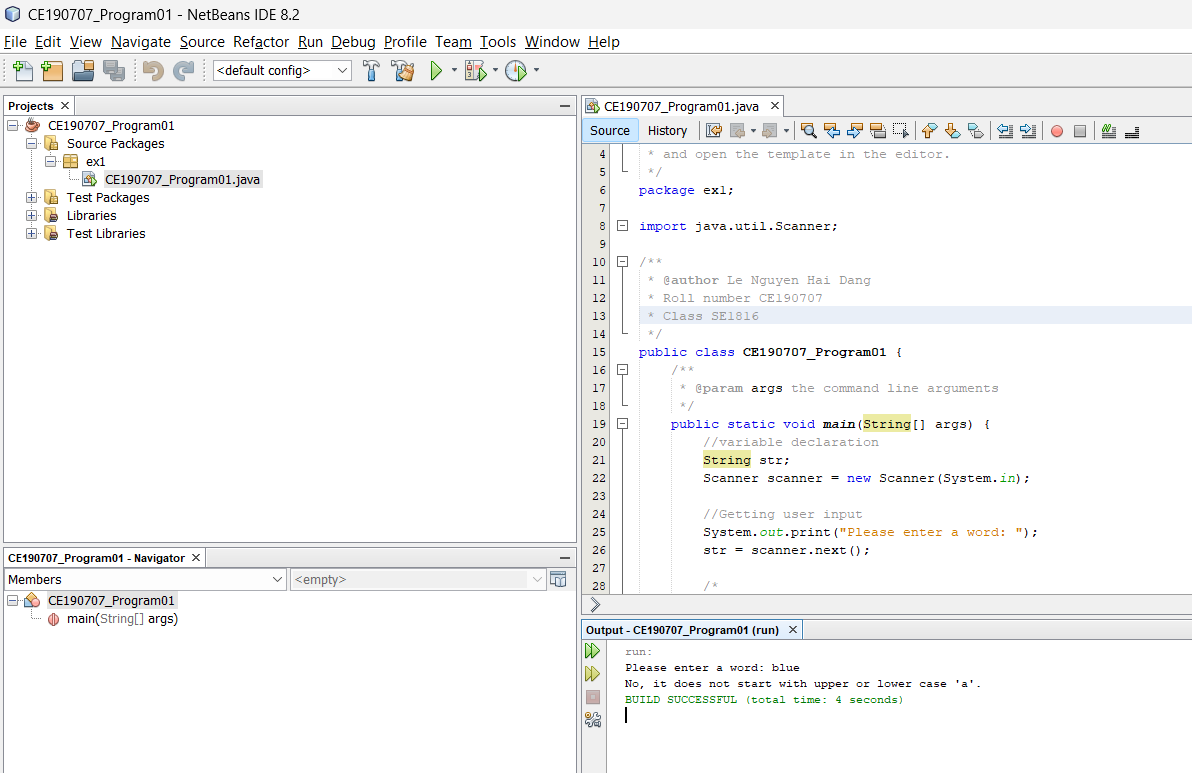 CE190707_Program01 - NetBeans IDE 8.2
File Edit View Navigate Source Refactor Run Debug Profile Team Tools Window Help
<default config>
Projects
CE190707_Program01
Source Packages
ex1
CE190707_Program01.java
Test Packages
Libraries
Test Libraries
CE190707_Program01 - Navigator
Members
<empty>
CE190707_Program01
main(String[] args)
CE190707_Program01.java
Source History
4 * and open the template in the editor.
5 */
6 package ex1;
7
8 import java.util.Scanner;
9
10 /**
11 * @author Le Nguyen Hai Dang
12 * Roll number CE190707
13 * Class SE1816
14 */
15 public class CE190707_Program01 {
16 /**
17 * @param args the command line arguments
18 */
19 public static void main(String[] args) {
20 //variable declaration
21 String str;
22 Scanner scanner = new Scanner(System.in);
23
24 //Getting user input
25 System.out.print("Please enter a word: ");
26 str = scanner.next();
27
28 /*
Output - CE190707_Program01 (run)
run:
Please enter a word: blue
No, it does not start with upper or lower case 'a'.
BUILD SUCCESSFUL (total time: 4 seconds)